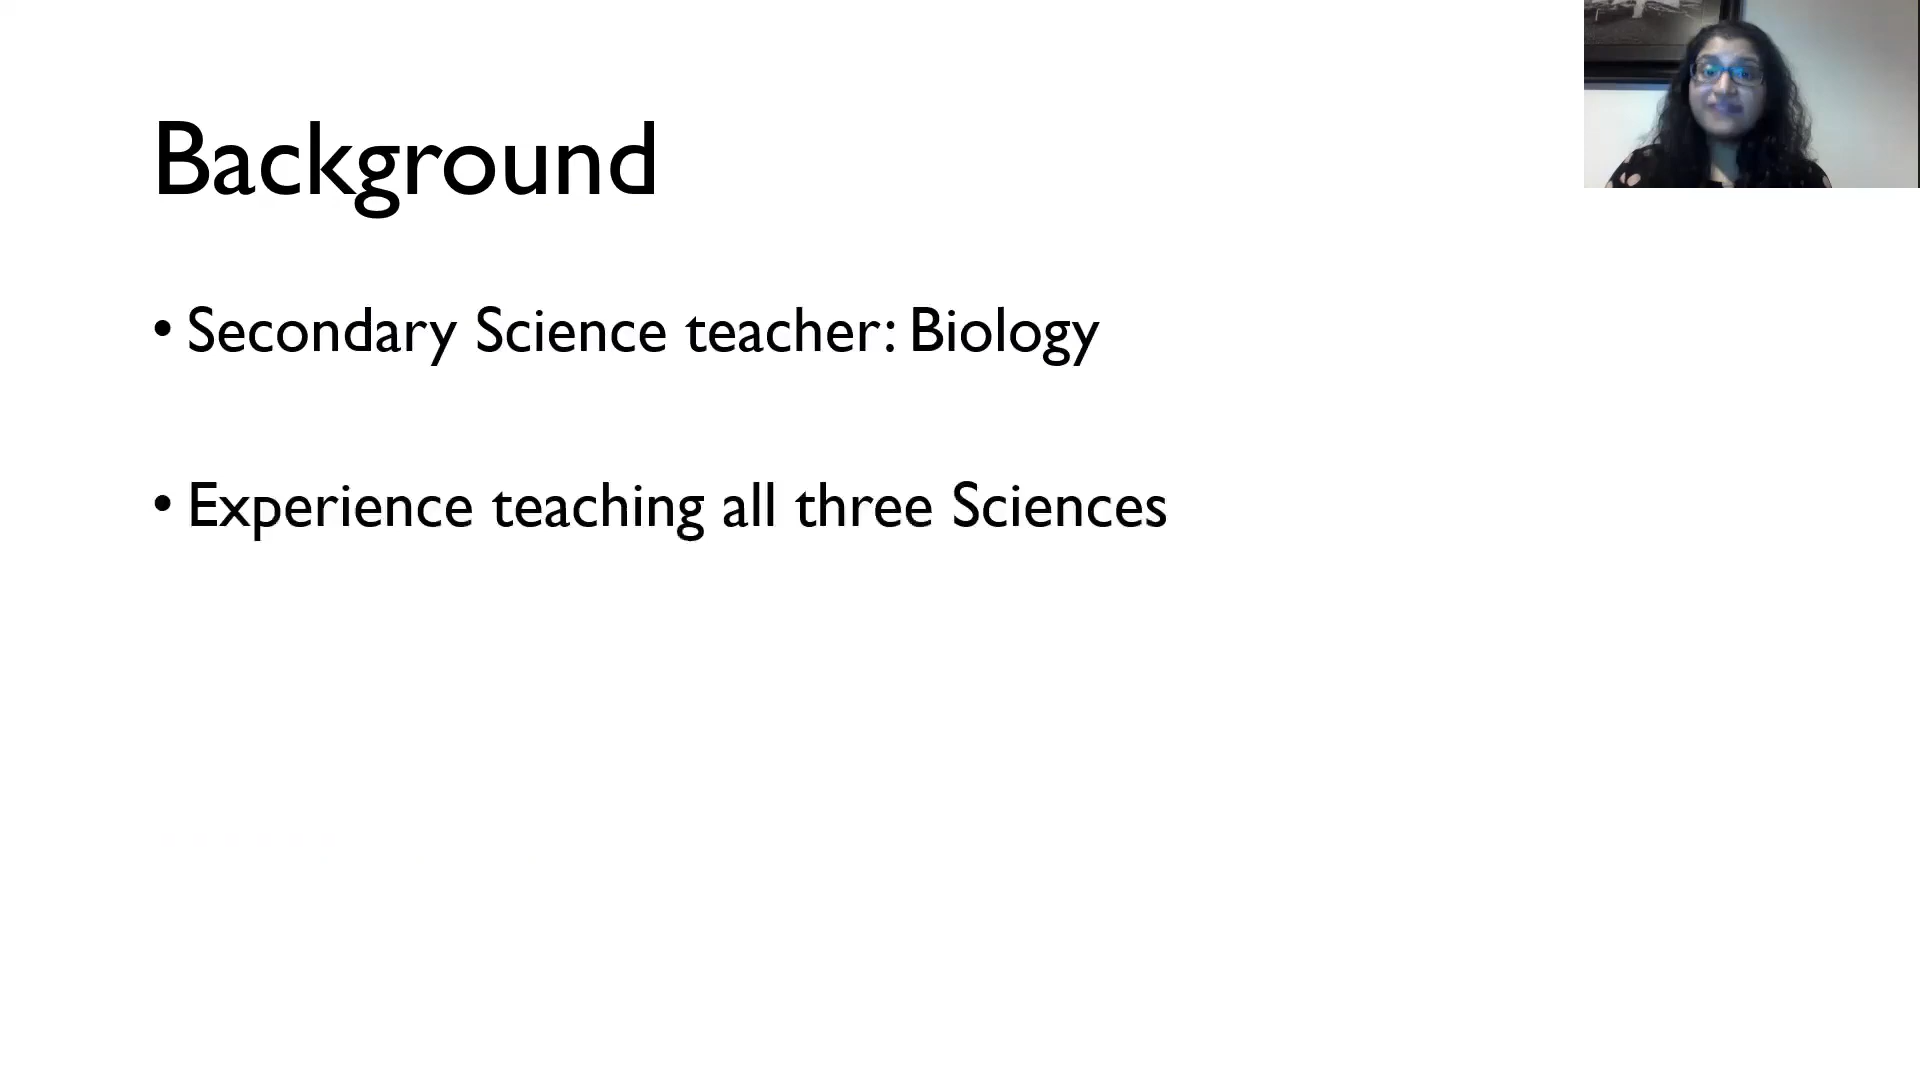 Background
• Secondary Science teacher: Biology
• Experience teaching all three Sciences